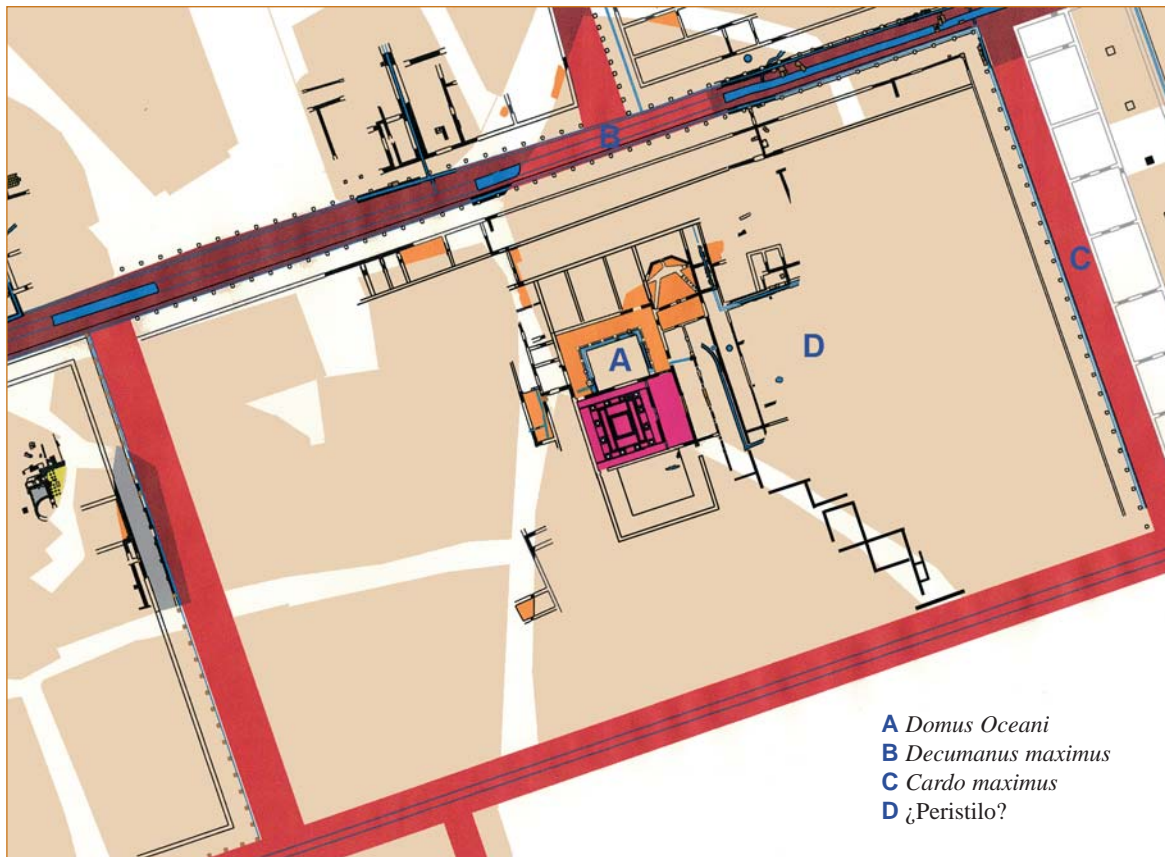 B
C
A
D
A Domus Oceani
B Decumanus maximus
C Cardo maximus
D ¿Peristilo?